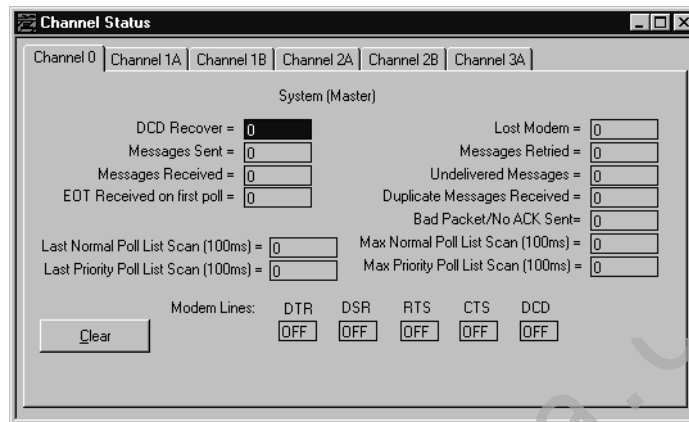 Channel Status
Channel 0 Channel 1A Channel 1B Channel 2A Channel 2B Channel 3A
System (Master)
DCD Recover = 0 Lost Modem = 0
Messages Sent = 0 Messages Retried = 0
Messages Received = 0 Undelivered Messages = 0
EOT Received on first poll = 0 Duplicate Messages Received = 0
Bad Packet/No ACK Sent= 0
Last Normal Poll List Scan (100ms) = 0 Max Normal Poll List Scan (100ms) = 0
Last Priority Poll List Scan (100ms) = 0 Max Priority Poll List Scan (100ms) = 0
Modem Lines: DTR DSR RTS CTS DCD
Clear OFF OFF OFF OFF OFF